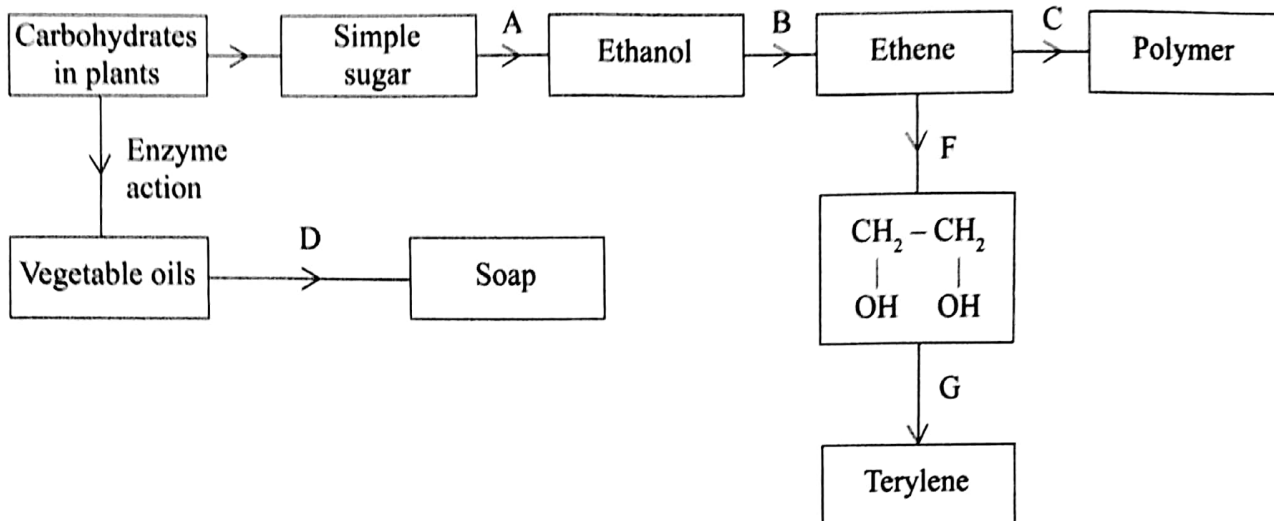 Carbohydrates
in plants
Simple
sugar
A
Ethanol
B
Ethene
C
Polymer
Enzyme
action
F
Vegetable oils
D
Soap
CH₂ – CH₂
| |
OH OH
G
Terylene